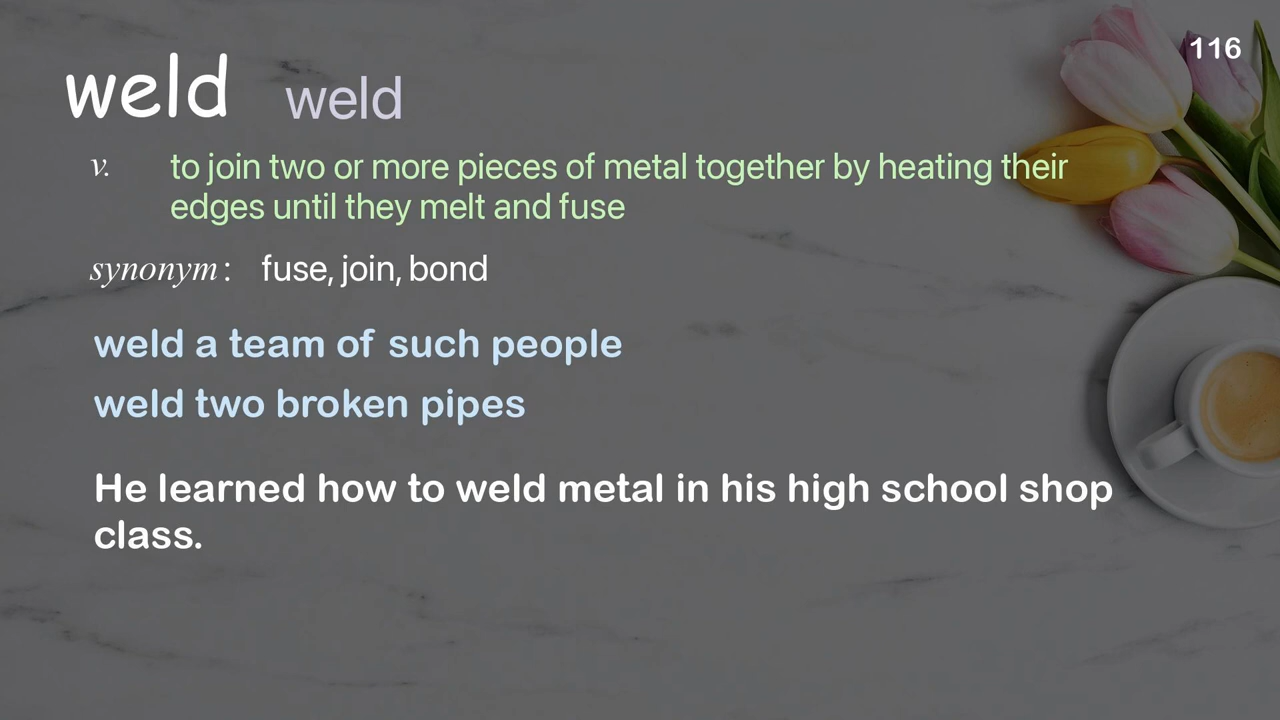 116
weld weld
v. to join two or more pieces of metal together by heating their
edges until they melt and fuse
synonym: fuse, join, bond
weld a team of such people
weld two broken pipes
He learned how to weld metal in his high school shop
class.